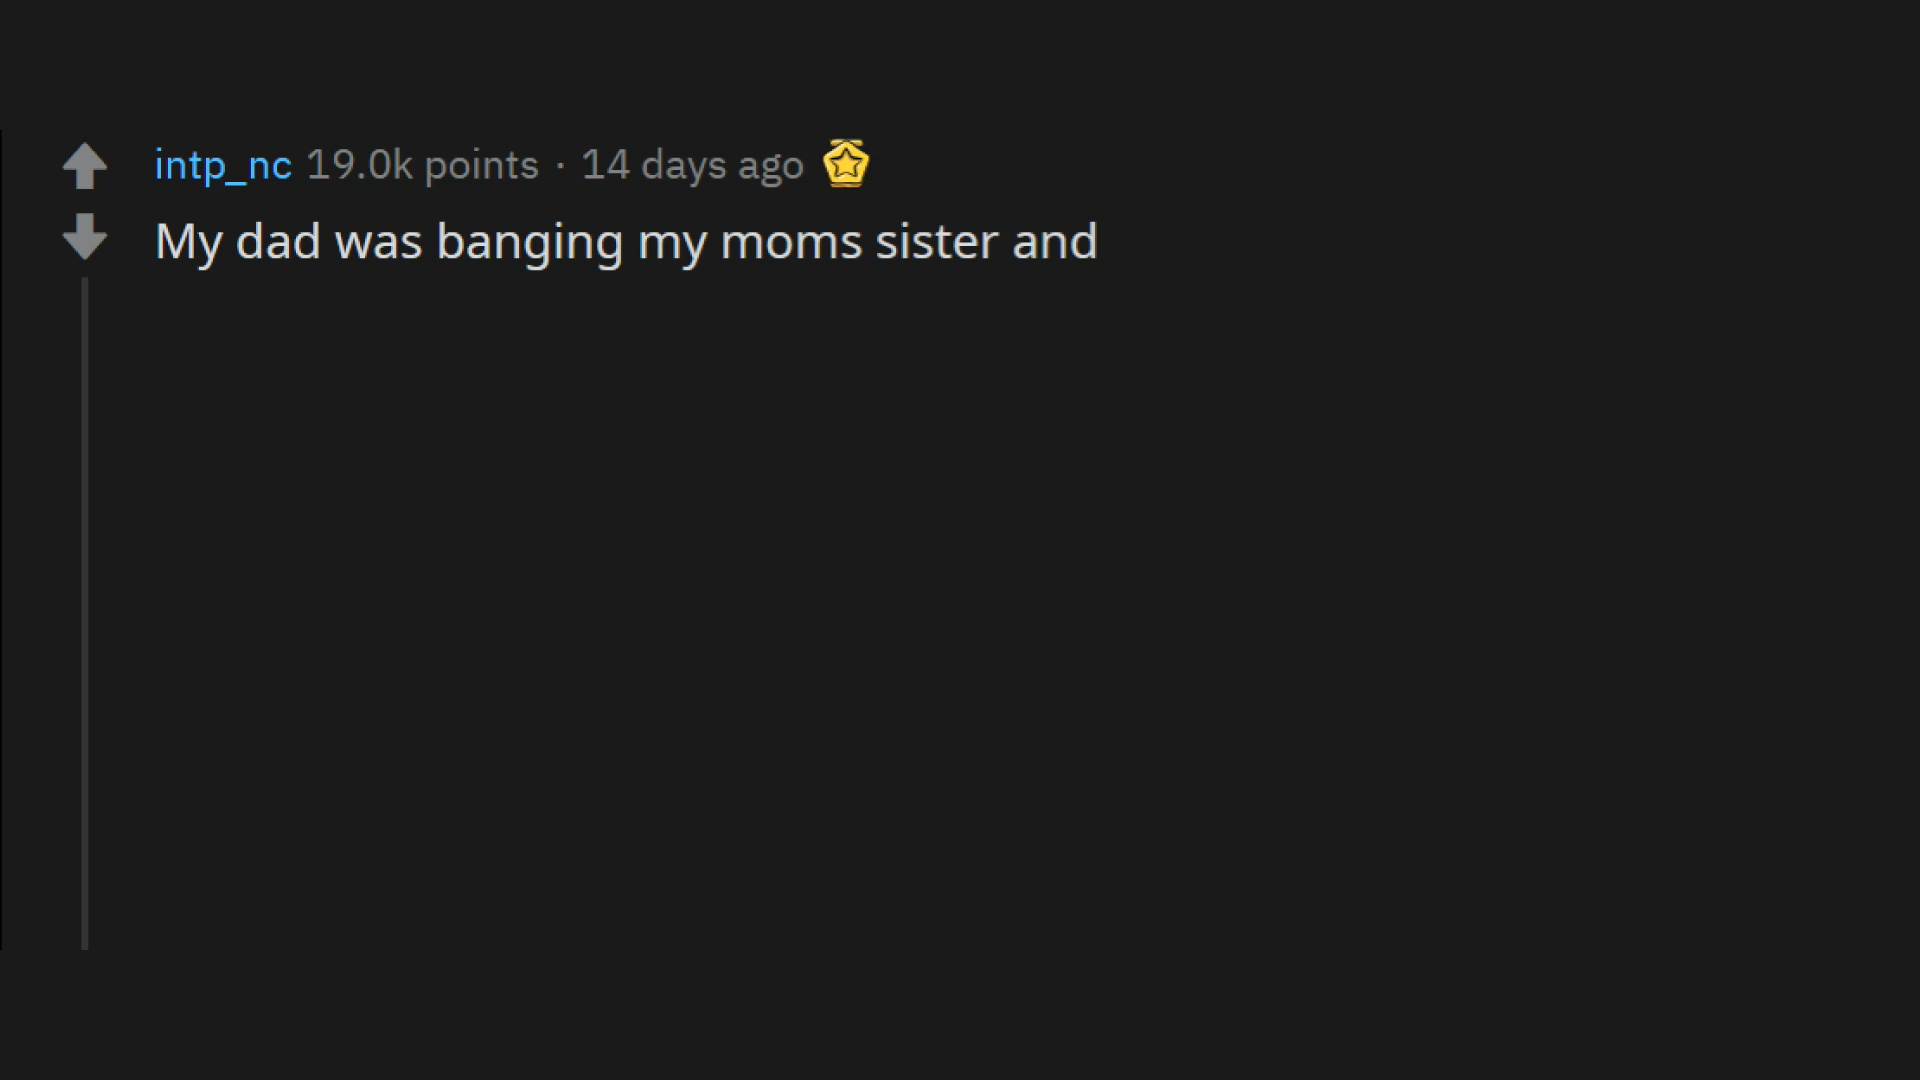 intp_nc 19.0k points · 14 days ago
My dad was banging my moms sister and